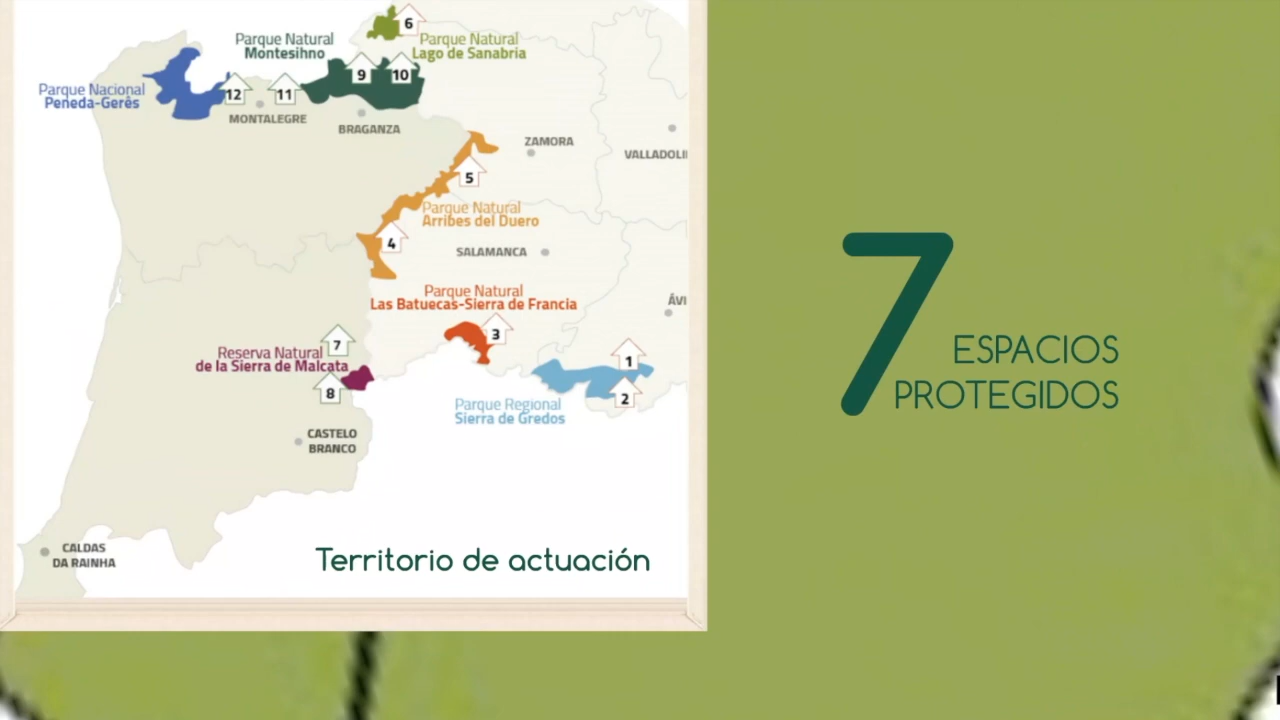 6
Parque Natural
Montesihno
Parque Natural
Lago de Sanabria
9
10
Parque Nacional
Peneda-Gerês
12
11
MONTALEGRE
BRAGANZA
ZAMORA
VALLADOLI
5
Parque Natural
Arribes del Duero
4
SALAMANCA
Parque Natural
Las Batuecas-Sierra de Francia
ÁVI
3
7
Reserva Natural
de la Sierra de Malcata
8
1
2
Parque Regional
Sierra de Gredos
CASTELO
BRANCO
CALDAS
DA RAINHA
Territorio de actuación
7
ESPACIOS
PROTEGIDOS